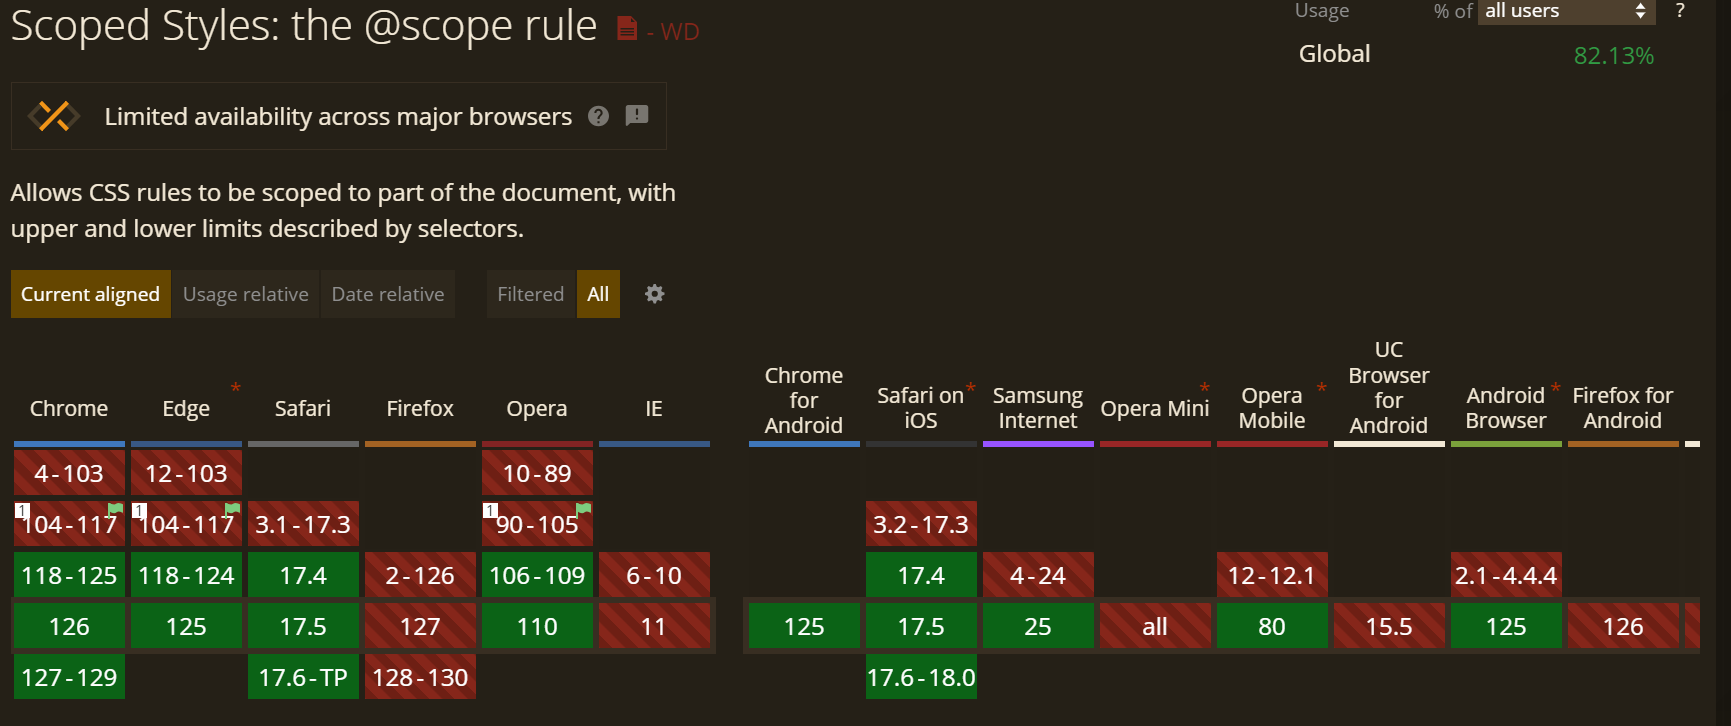 Scoped Styles: the @scope rule - WD
Usage % of all users ?
Global 82.13%
Limited availability across major browsers ? !
Allows CSS rules to be scoped to part of the document, with
upper and lower limits described by selectors.
Current aligned Usage relative Date relative Filtered All
Chrome
Edge *
Safari
Firefox
Opera
IE
Chrome
for
Android
Safari on *
iOS
Samsung
Internet
Opera Mini *
Opera *
Mobile
UC
Browser
for
Android
Android *
Browser
Firefox for
Android
4-103 12-103 10-89
1 104-117 1 104-117 3.1-17.3 1 90-105 3.2-17.3
118-125 118-124 17.4 2-126 106-109 6-10 17.4 4-24 12-12.1 2.1-4.4.4
126 125 17.5 127 110 11 125 17.5 25 all 80 15.5 125 126
127-129 17.6-TP 128-130 17.6-18.0